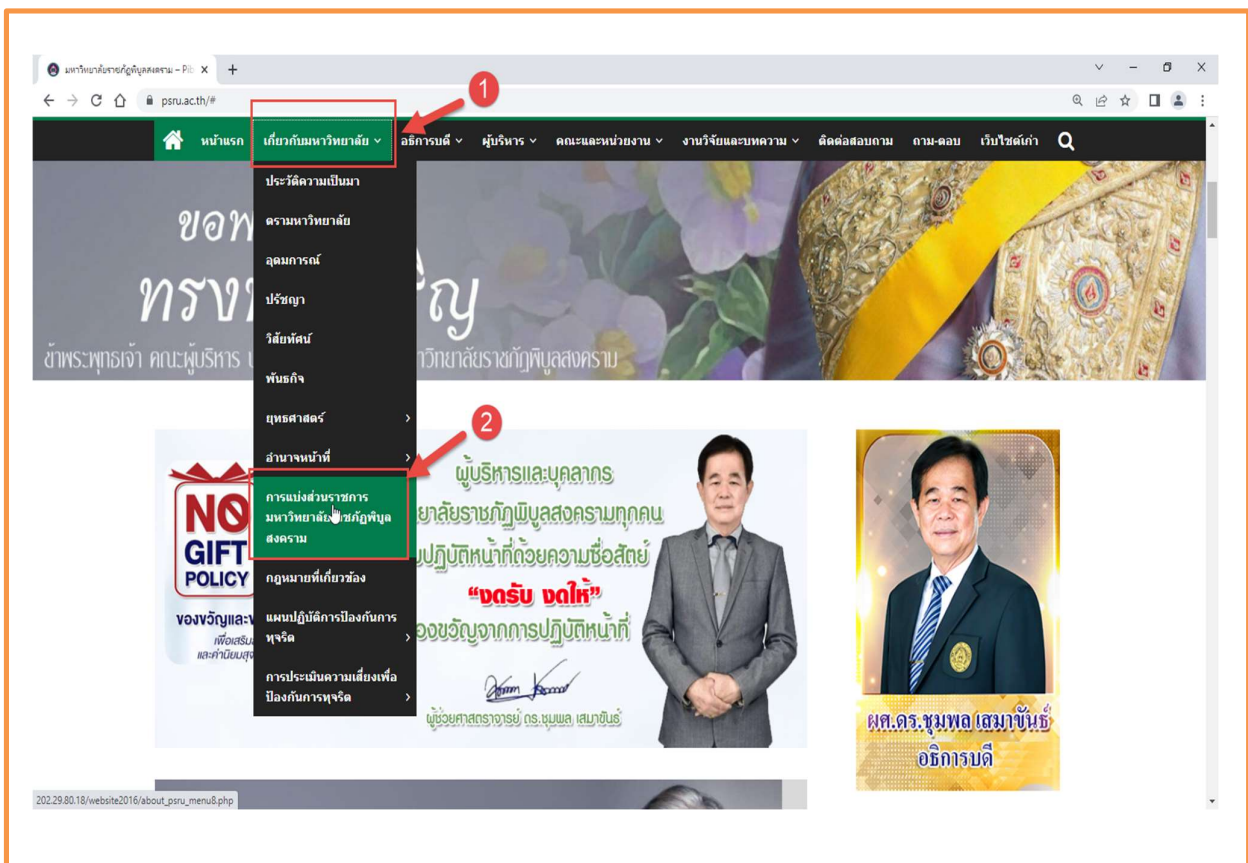 มหาวิทยาลัยราชภัฏพิบูลสงคราม – Pib
psru.ac.th/#
1
หน้าแรก เกี่ยวกับมหาวิทยาลัย อธิการบดี ผู้บริหาร คณะและหน่วยงาน งานวิจัยและบทความ ติดต่อสอบถาม ถาม-ตอบ เว็บไซต์เก่า
ประวัติความเป็นมา
ตรามหาวิทยาลัย
อุดมการณ์
ปรัชญา
วิสัยทัศน์
พันธกิจ
ยุทธศาสตร์
อำนาจหน้าที่
2
การแบ่งส่วนราชการ
มหาวิทยาลัยราชภัฏพิบูล
สงคราม
กฎหมายที่เกี่ยวข้อง
แผนปฏิบัติการป้องกันการ
ทุจริต
การประเมินความเสี่ยงเพื่อ
ป้องกันการทุจริต
ขอพ
ทรง
ริญ
ข้าพระพุทธเจ้า คณะผู้บริหาร
าวิทยาลัยราชภัฏพิบูลสงคราม
NO
GIFT
POLICY
ของขวัญและ
เพื่อเสริม
และค่านิยมสุจ
ผู้บริหารและบุคลากร
ยาลัยราชภัฏพิบูลสงครามทุกคน
ปฏิบัติหน้าที่ด้วยความซื่อสัตย์
“งดรับ งดให้”
องขวัญจากการปฏิบัติหน้าที่
ผู้ช่วยศาสตราจารย์ ดร.ชุมพล เสมาขันธ์
ผศ.ดร.ชุมพล เสมาขันธ์
อธิการบดี
202.29.80.18/website2016/about_psru_menu8.php